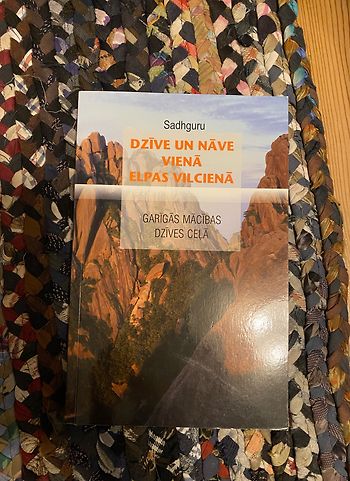 Sadhguru
DZĪVE UN NĀVE
VIENĀ
ELPAS VILCIENĀ
GARĪGĀS MĀCĪBAS
DZĪVES CEĻĀ